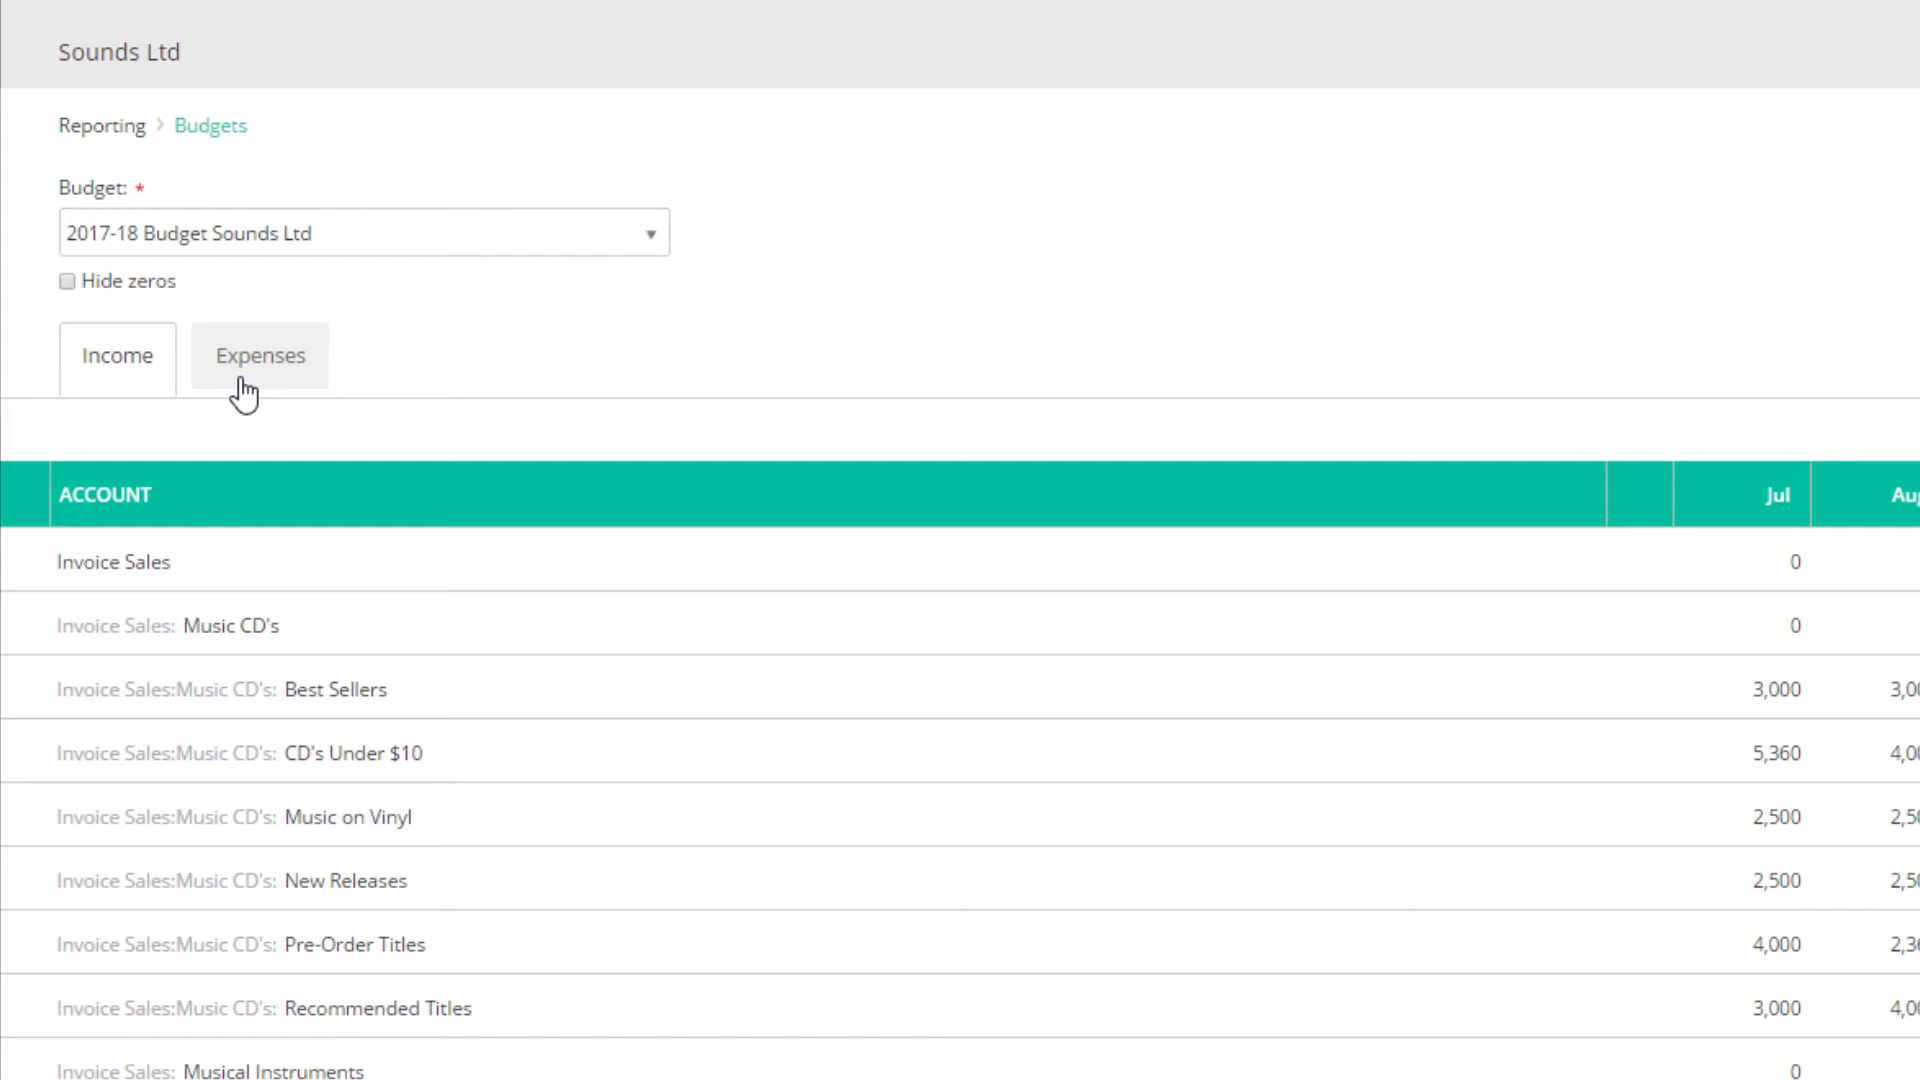 Sounds Ltd
Reporting > Budgets
Budget: *
2017-18 Budget Sounds Ltd
Hide zeros
Income Expenses
ACCOUNT Jul
Invoice Sales 0
Invoice Sales: Music CD's 0
Invoice Sales:Music CD's: Best Sellers 3,000
Invoice Sales:Music CD's: CD's Under $10 5,360
Invoice Sales:Music CD's: Music on Vinyl 2,500
Invoice Sales:Music CD's: New Releases 2,500
Invoice Sales:Music CD's: Pre-Order Titles 4,000
Invoice Sales:Music CD's: Recommended Titles 3,000
Invoice Sales: Musical Instruments 0